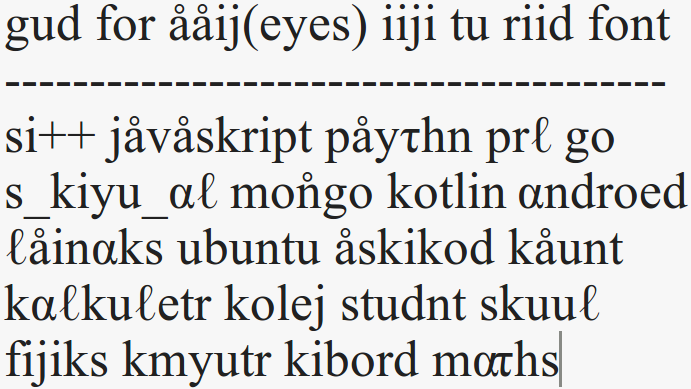 gud for ååij(eyes) iiji tu riid font
----------------------------------------
si++ jåvåskript påyτhn prℓ go
s_kiyu_αℓ mon̊go kotlin αndroed
ℓåinαks ubuntu åskikod kåunt
kαℓkuℓetr kolej studnt skuuℓ
fijiks kmyutr kibord mατhs